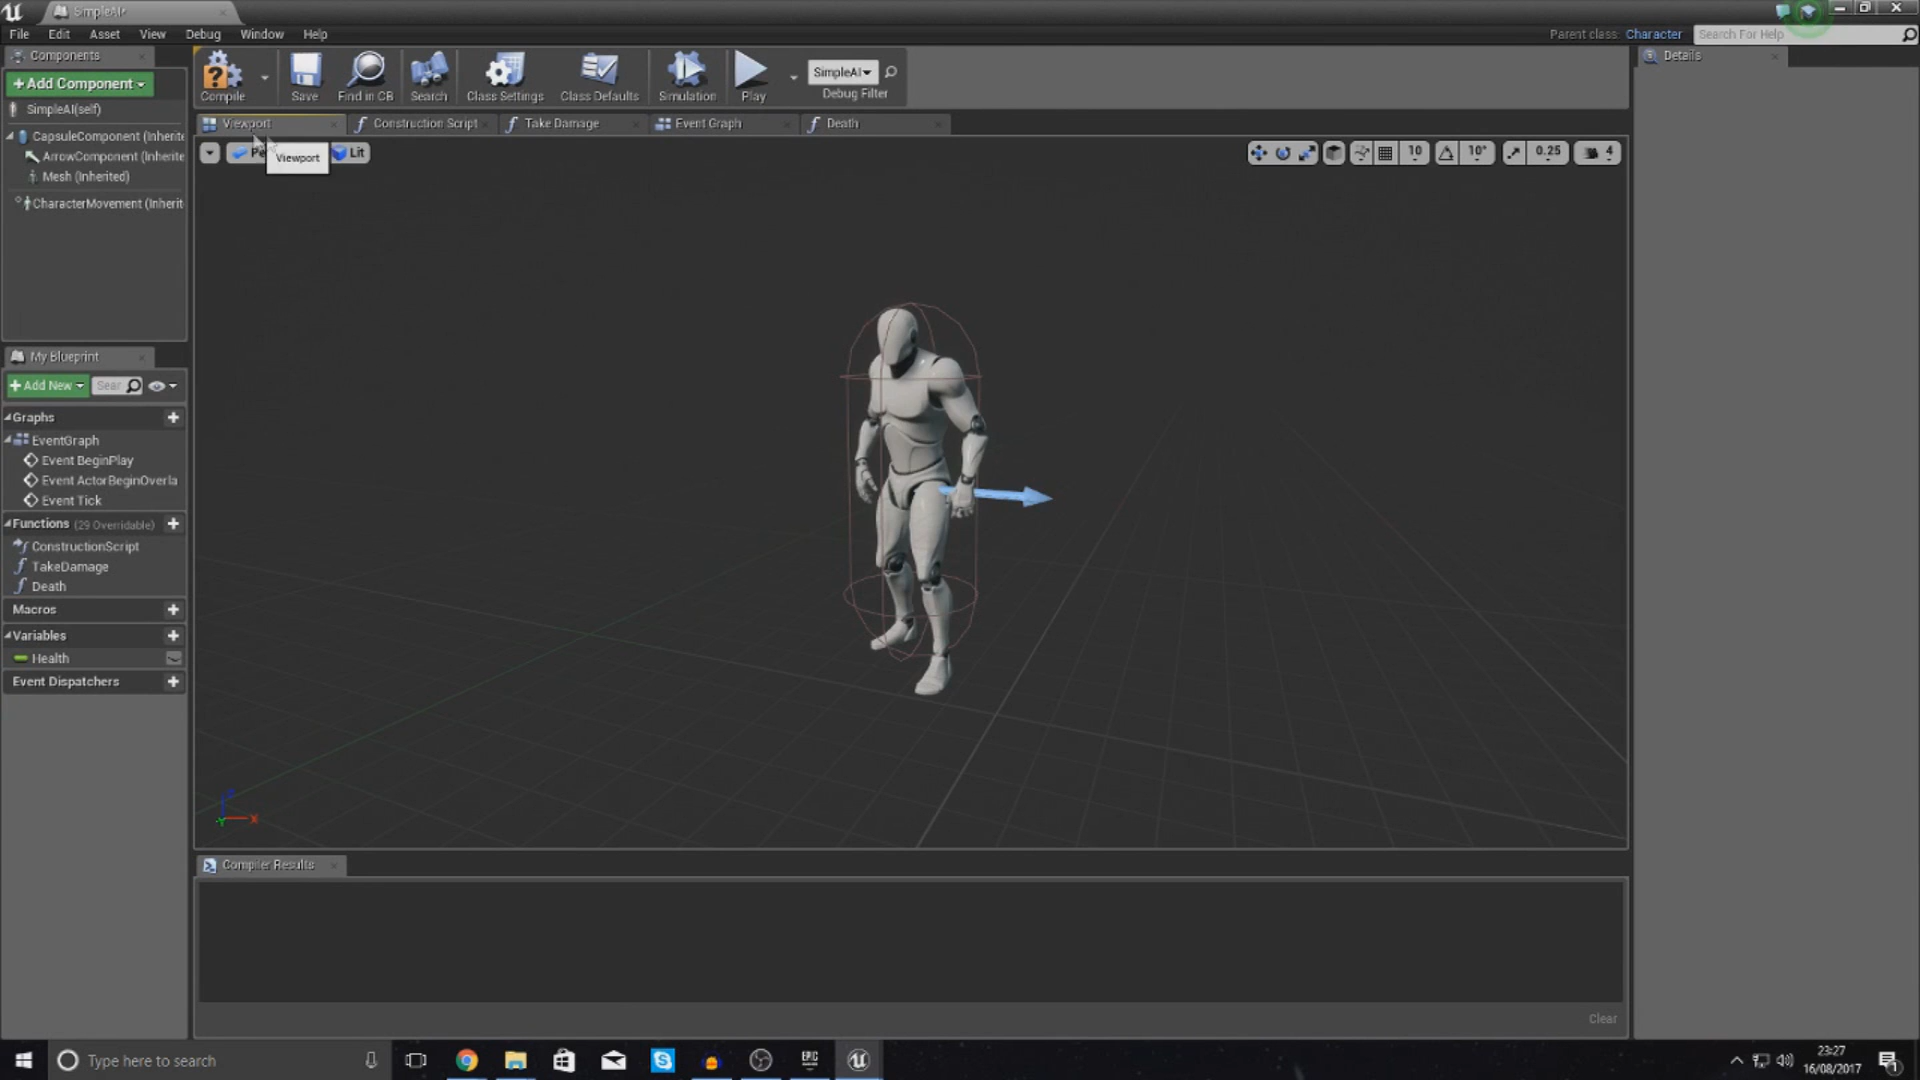 SimpleAI*
File Edit Asset View Debug Window Help
Parent class: Character Search For Help
Components
+Add Component
SimpleAI(self)
CapsuleComponent (Inherite
ArrowComponent (Inherite
Mesh (Inherited)
CharacterMovement (Inherit
Compile Save Find in CB Search Class Settings Class Defaults Simulation Play
SimpleAI
Debug Filter
Details
Viewport Construction Script Take Damage Event Graph Death
Pe Lit
Viewport
10 10° 0.25 4
X
My Blueprint
+Add New Sear
Graphs
EventGraph
Event BeginPlay
Event ActorBeginOverla
Event Tick
Functions (29 Overridable)
ConstructionScript
TakeDamage
Death
Macros
Variables
Health
Event Dispatchers
Compiler Results
Clear
Type here to search
EPIC
23:27
16/08/2017
1